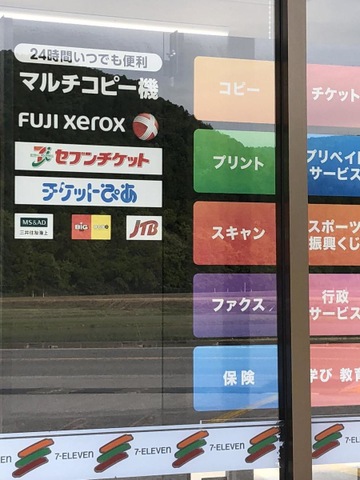 24時間いつでも便利
マルチコピー機
FUJI xerox
セブンチケット
チケットぴあ
MS&AD
三井住友海上
BIG
JTB
コピー
プリント
スキャン
ファクス
保険
チケット
プリペイド
サービス
スポーツ
振興くじ
行政
サービス
学び 教育
7-ELEVEN
7-ELEVEN
7-ELEVEN
7-ELEVEN